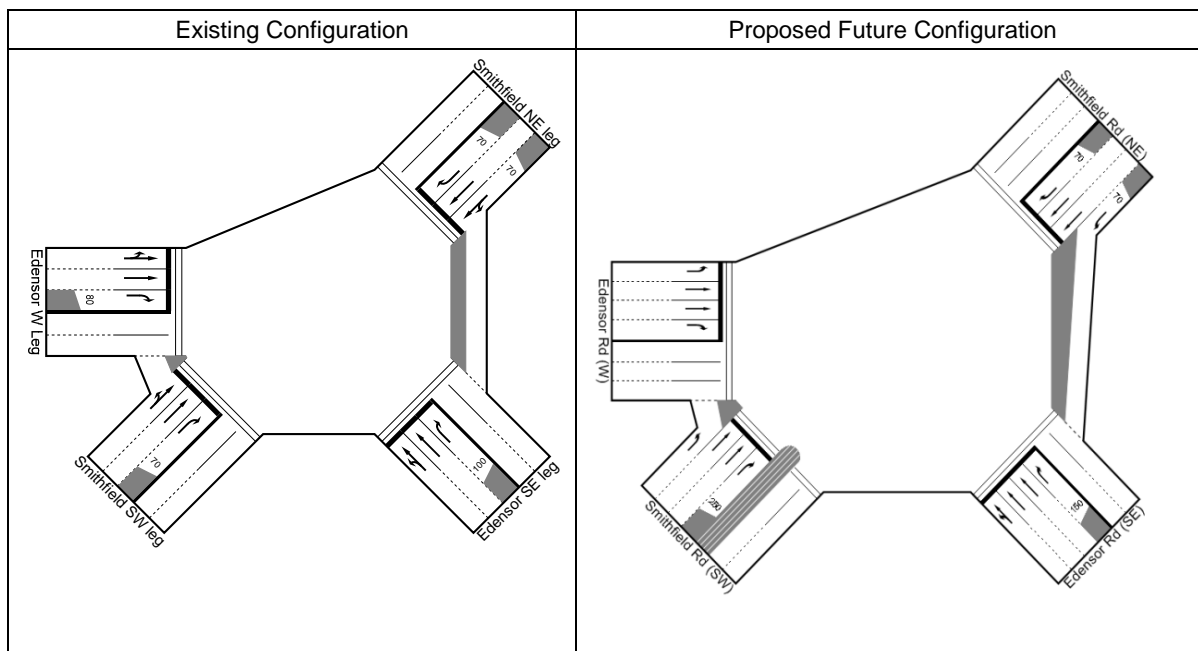 Existing Configuration
Proposed Future Configuration
Smithfield NE leg
70
70
Edensor W Leg
80
70
Smithfield SW leg
100
Edensor SE leg
Smithfield Rd (NE)
70
70
Edensor Rd (W)
250
Smithfield Rd (SW)
150
Edensor Rd (SE)